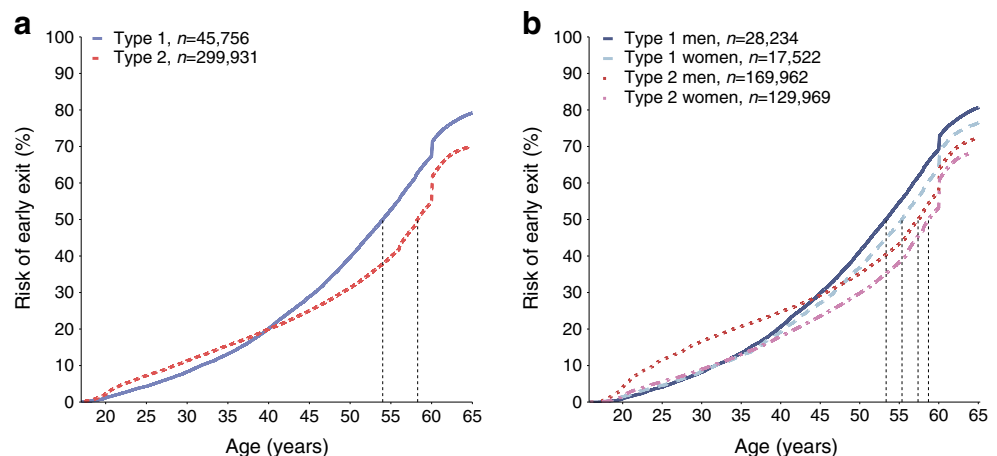 a
Type 1, n=45,756
Type 2, n=299,931
100
90
80
70
60
50
40
30
20
10
0
Risk of early exit (%)
20 25 30 35 40 45 50 55 60 65
Age (years)
b
Type 1 men, n=28,234
Type 1 women, n=17,522
Type 2 men, n=169,962
Type 2 women, n=129,969
100
90
80
70
60
50
40
30
20
10
0
Risk of early exit (%)
20 25 30 35 40 45 50 55 60 65
Age (years)